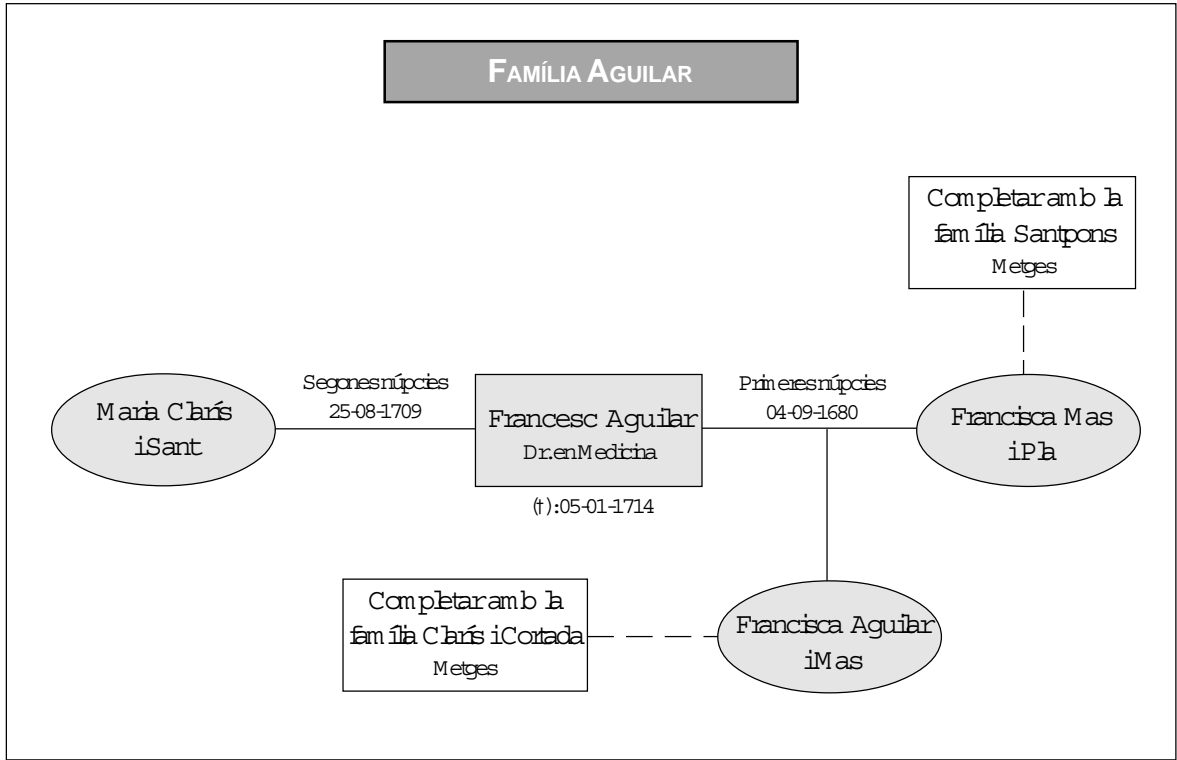 FAMÍLIA AGUILAR
Completar amb la
família Santpons
Metges
Segones núpcies
25-08-1709
Primeres núpcies
04-09-1680
Maria Clarís
i Sant
Francesc Aguilar
Dr. en Medicina
(†): 05-01-1714
Francisca Mas
i Pla
Completar amb la
família Clarís i Cortada
Metges
Francisca Aguilar
i Mas